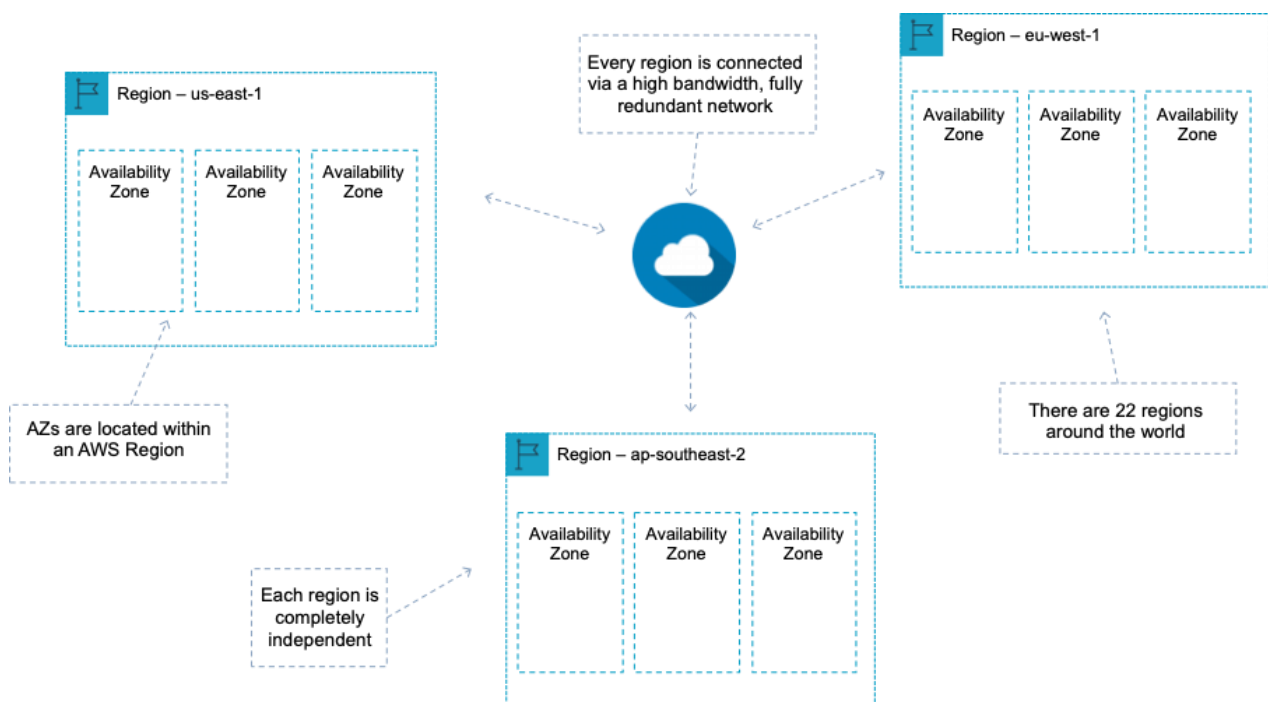 Region – us-east-1
Availability
Zone
Availability
Zone
Availability
Zone
AZs are located within
an AWS Region
Every region is connected
via a high bandwidth, fully
redundant network
Region – eu-west-1
Availability
Zone
Availability
Zone
Availability
Zone
There are 22 regions
around the world
Region – ap-southeast-2
Availability
Zone
Availability
Zone
Availability
Zone
Each region is
completely
independent